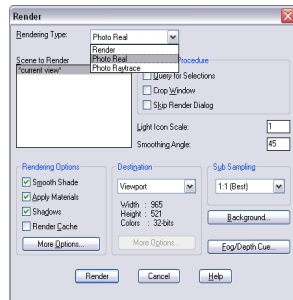 Render
Rendering Type:
Photo Real
Render
Photo Real
Photo Raytrace
Scene to Render
*current view*
Procedure
Query for Selections
Crop Window
Skip Render Dialog
Light Icon Scale:
1
Smoothing Angle:
45
Rendering Options
Smooth Shade
Apply Materials
Shadows
Render Cache
More Options...
Destination
Viewport
Width : 965
Height : 521
Colors : 32-bits
More Options...
Sub Sampling
1:1 (Best)
Background...
Fog/Depth Cue...
Render
Cancel
Help